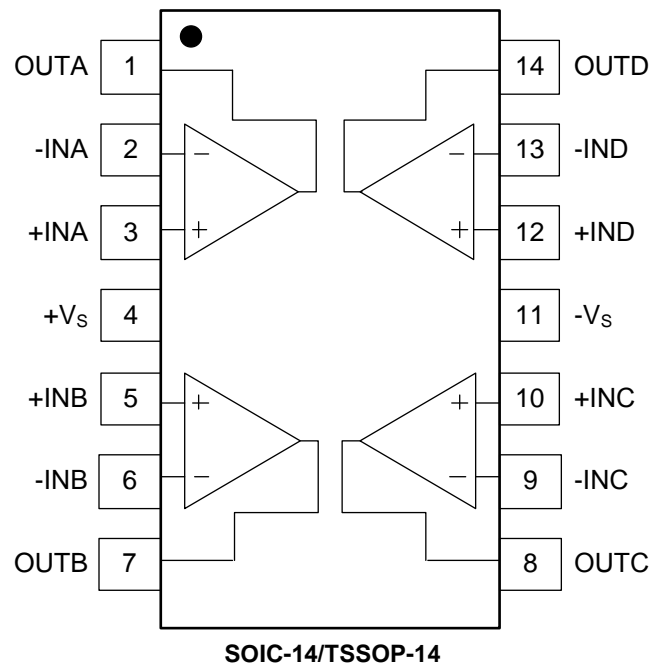 OUTA 1 14 OUTD
-INA 2 − − 13 -IND
+INA 3 + + 12 +IND
+VS 4 11 -VS
+INB 5 + + 10 +INC
-INB 6 − − 9 -INC
OUTB 7 8 OUTC
SOIC-14/TSSOP-14